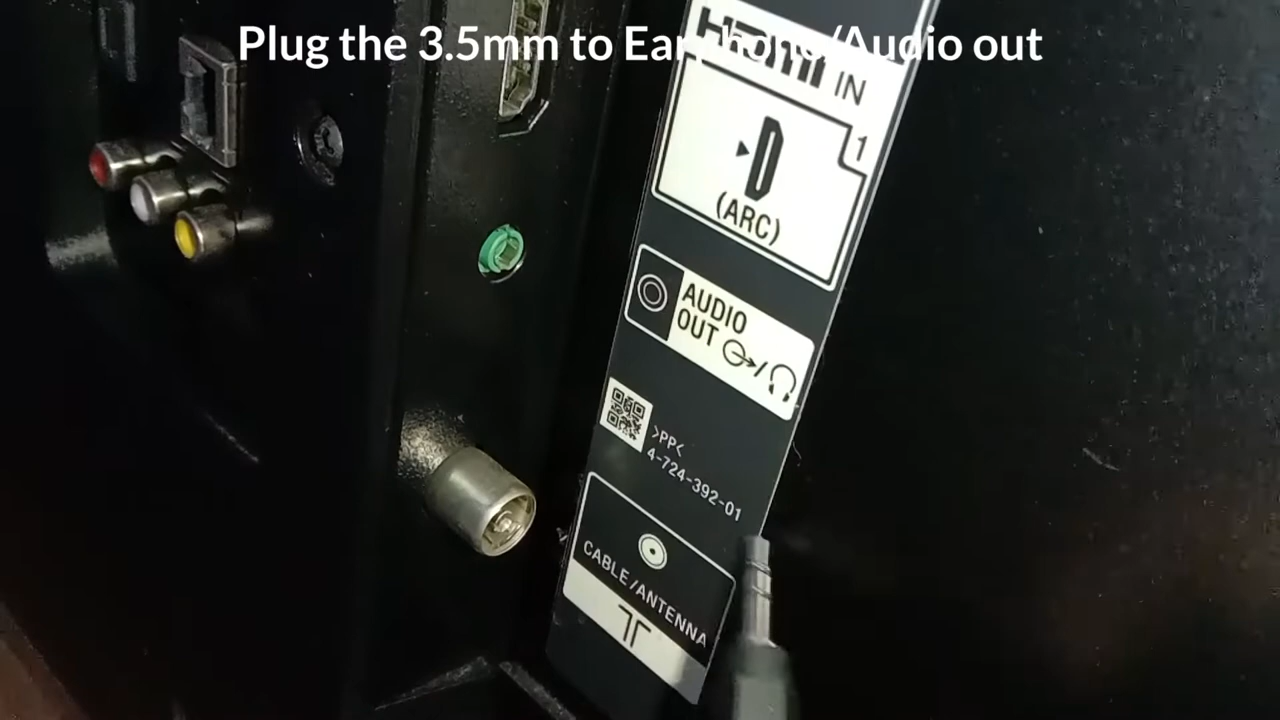 Plug the 3.5mm to Earphone/Audio out
HDMI IN
1
(ARC)
AUDIO
OUT
>PP<
4-724-392-01
CABLE/ANTENNA